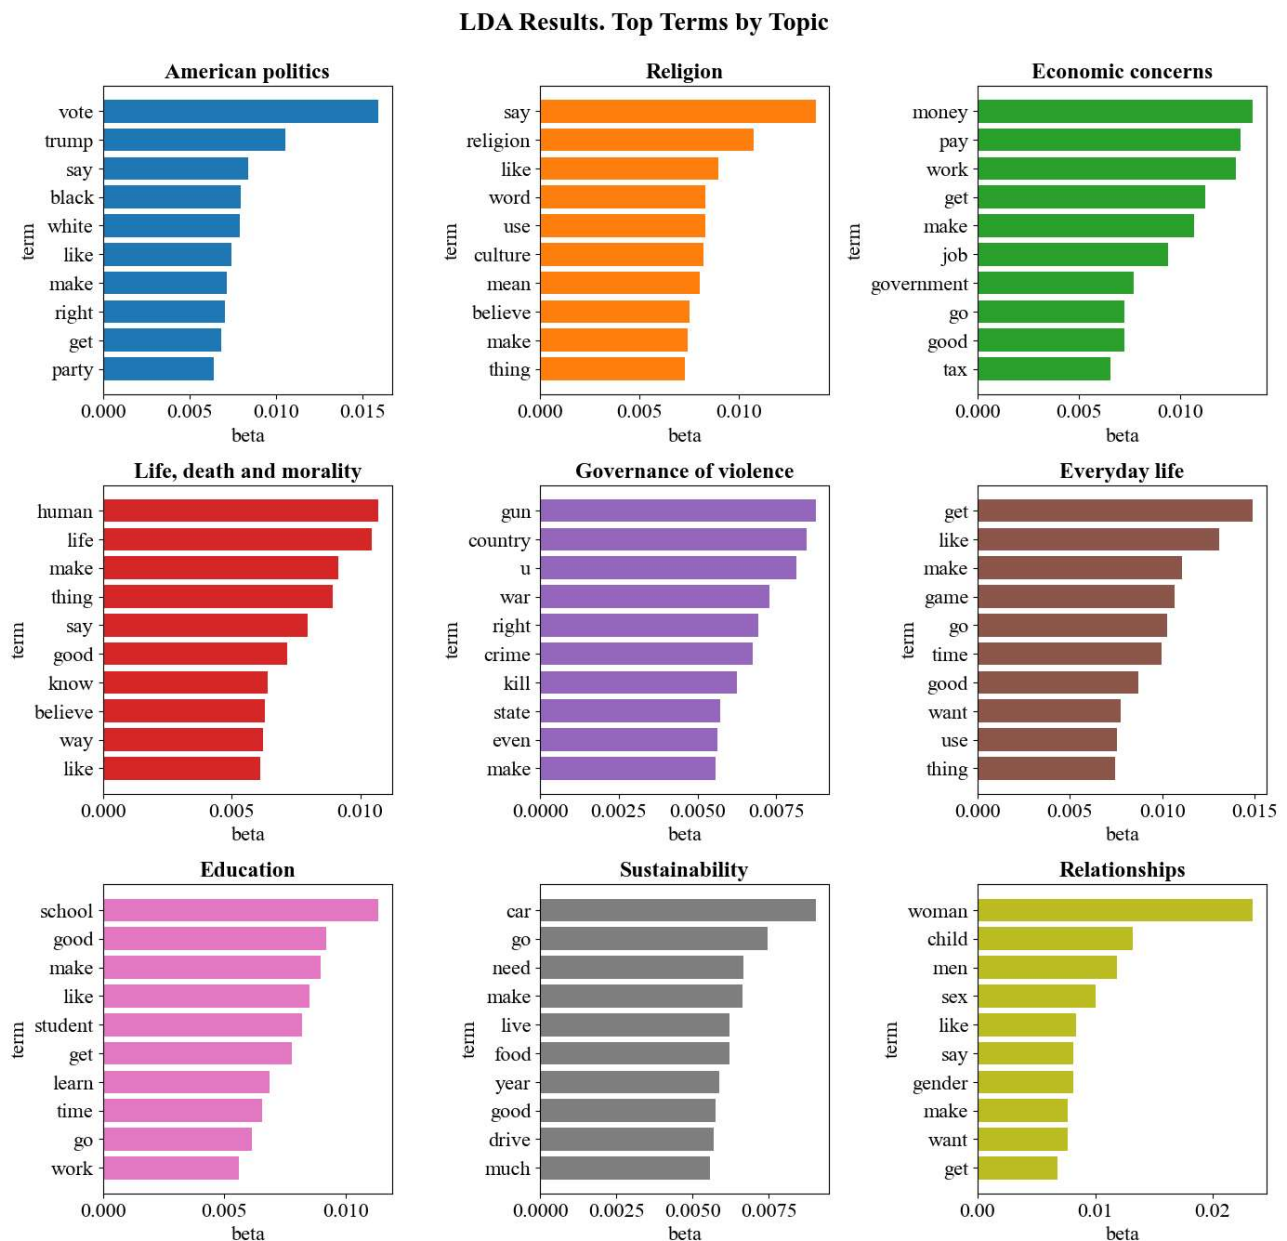 LDA Results. Top Terms by Topic
American politics
term
vote
trump
say
black
white
like
make
right
get
party
0.000 0.005 0.010 0.015
beta
Religion
term
say
religion
like
word
use
culture
mean
believe
make
thing
0.000 0.005 0.010
beta
Economic concerns
term
money
pay
work
get
make
job
government
go
good
tax
0.000 0.005 0.010
beta
Life, death and morality
term
human
life
make
thing
say
good
know
believe
way
like
0.000 0.005 0.010
beta
Governance of violence
term
gun
country
u
war
right
crime
kill
state
even
make
0.000 0.0025 0.0050 0.0075
beta
Everyday life
term
get
like
make
game
go
time
good
want
use
thing
0.000 0.005 0.010 0.015
beta
Education
term
school
good
make
like
student
get
learn
time
go
work
0.000 0.005 0.010
beta
Sustainability
term
car
go
need
make
live
food
year
good
drive
much
0.0000 0.0025 0.0050 0.0075
beta
Relationships
term
woman
child
men
sex
like
say
gender
make
want
get
0.00 0.01 0.02
beta